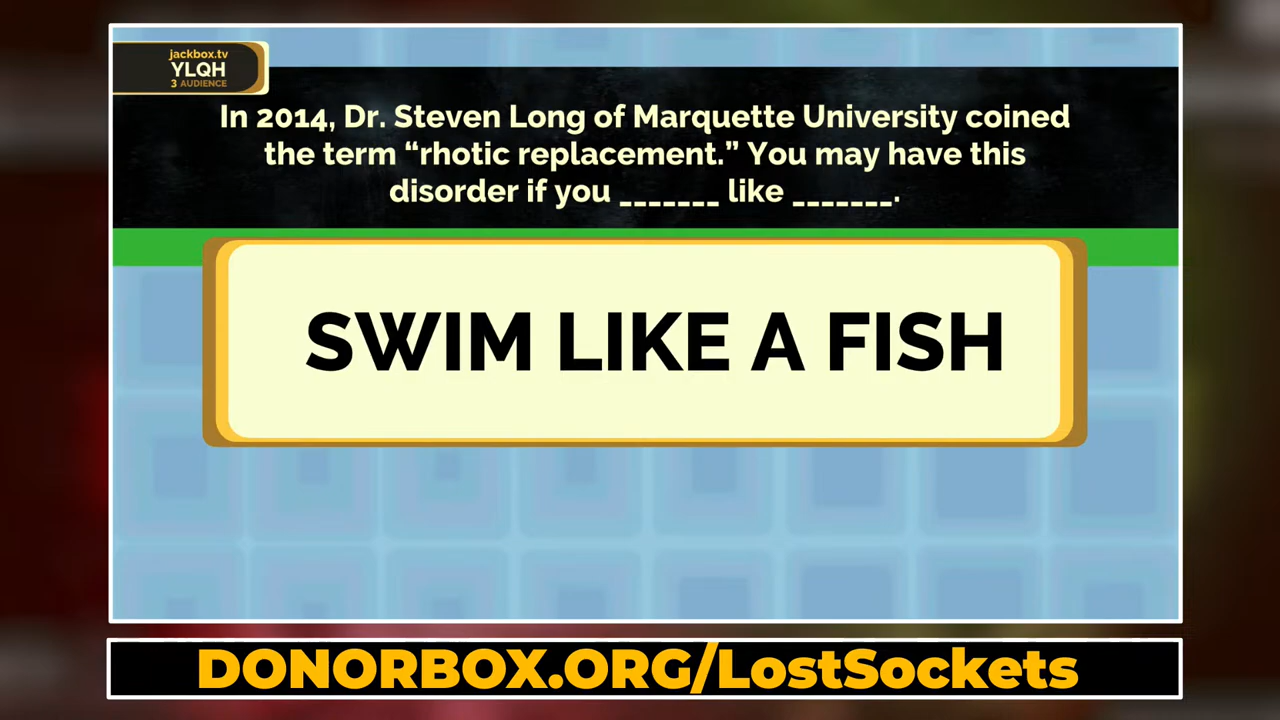 jackbox.tv
YLQH
3 AUDIENCE
In 2014, Dr. Steven Long of Marquette University coined
the term “rhotic replacement.” You may have this
disorder if you _______ like _______.
SWIM LIKE A FISH
DONORBOX.ORG/LostSockets